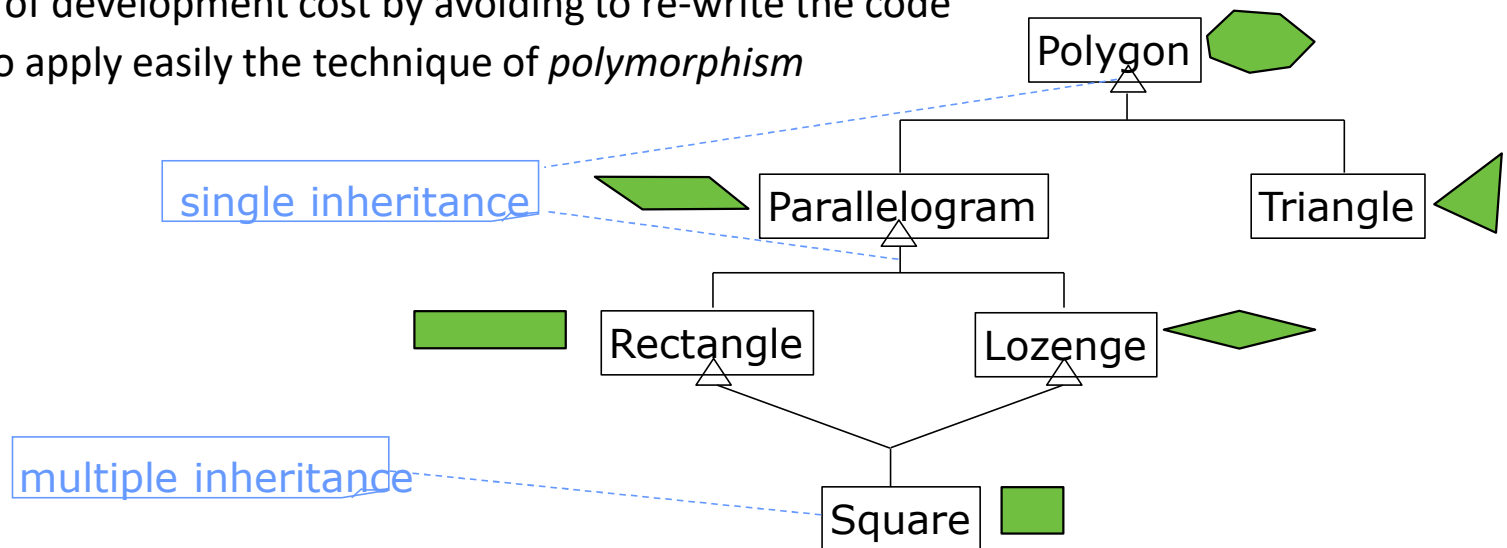 of development cost by avoiding to re-write the code
o apply easily the technique of polymorphism
Polygon
single inheritance
Parallelogram
Triangle
Rectangle
Lozenge
multiple inheritance
Square